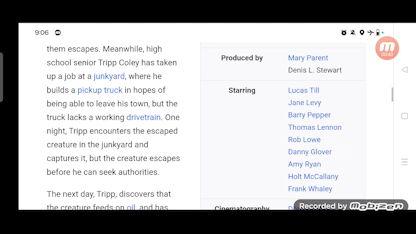 9:06
them escapes. Meanwhile, high
school senior Tripp Coley has taken
up a job at a junkyard, where he
builds a pickup truck in hopes of
being able to leave his town, but the
truck lacks a working drivetrain. One
night, Tripp encounters the escaped
creature in the junkyard and
captures it, but the creature escapes
before he can seek authorities.
The next day, Tripp discovers that
the creature feeds on oil, and has
Produced by
Mary Parent
Denis L. Stewart
Starring
Lucas Till
Jane Levy
Barry Pepper
Thomas Lennon
Rob Lowe
Danny Glover
Amy Ryan
Holt McCallany
Frank Whaley
Cinematography
Recorded by mobizen